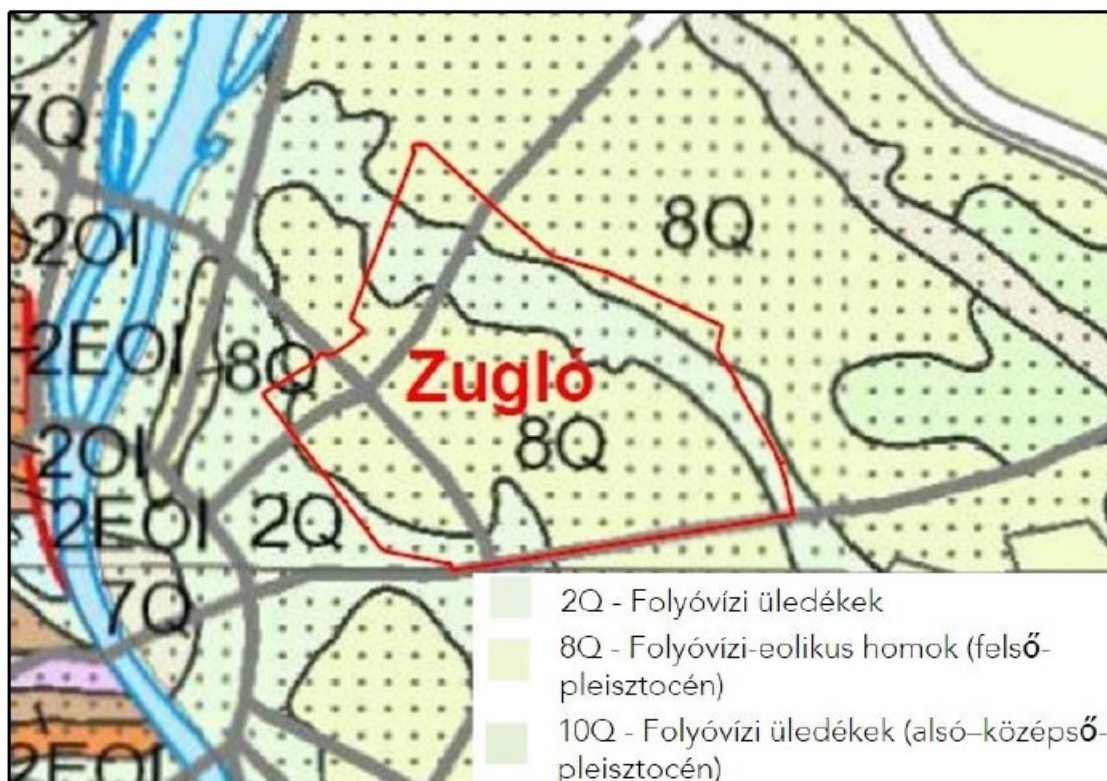 7Q
2OI
8Q
2EOI
8Q
Zugló
8Q
2OI
2EOI
2Q
7Q
2EOI
2Q - Folyóvízi üledékek
8Q - Folyóvízi-eolikus homok (felső-
pleisztocén)
10Q - Folyóvízi üledékek (alsó–középső-
pleisztocén)